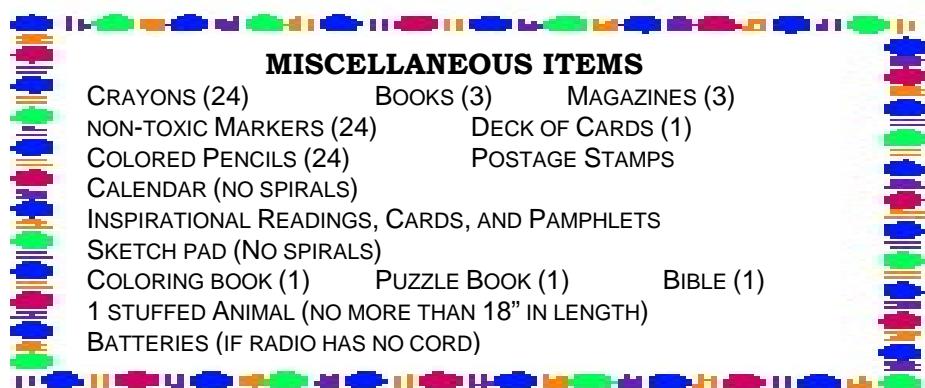 MISCELLANEOUS ITEMS
CRAYONS (24) BOOKS (3) MAGAZINES (3)
NON-TOXIC MARKERS (24) DECK OF CARDS (1)
COLORED PENCILS (24) POSTAGE STAMPS
CALENDAR (NO SPIRALS)
INSPIRATIONAL READINGS, CARDS, AND PAMPHLETS
SKETCH PAD (NO SPIRALS)
COLORING BOOK (1) PUZZLE BOOK (1) BIBLE (1)
1 STUFFED ANIMAL (NO MORE THAN 18” IN LENGTH)
BATTERIES (IF RADIO HAS NO CORD)